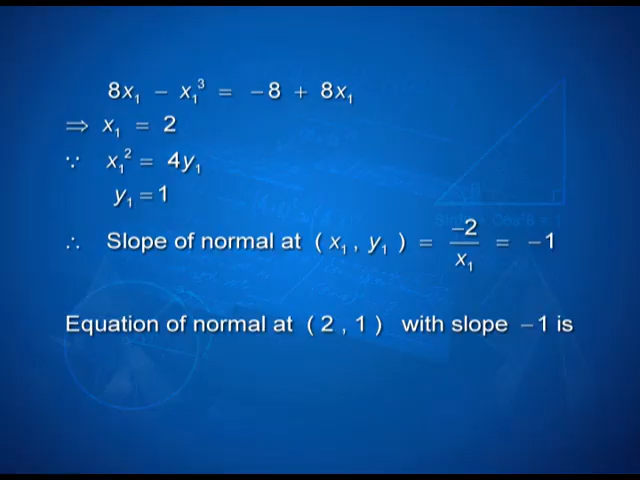 8x₁ − x₁³ = −8 + 8x₁
⇒ x₁ = 2
∵ x₁² = 4y₁
y₁ = 1
∴ Slope of normal at ( x₁ , y₁ ) = −2/x₁ = −1
Equation of normal at ( 2 , 1 ) with slope −1 is